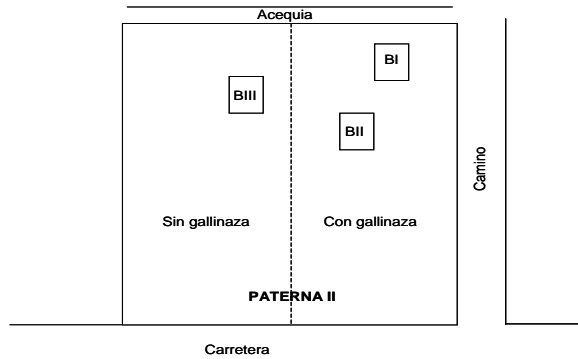 Acequia
BI
BIII
BII
Camino
Sin gallinaza
Con gallinaza
PATERNA II
Carretera